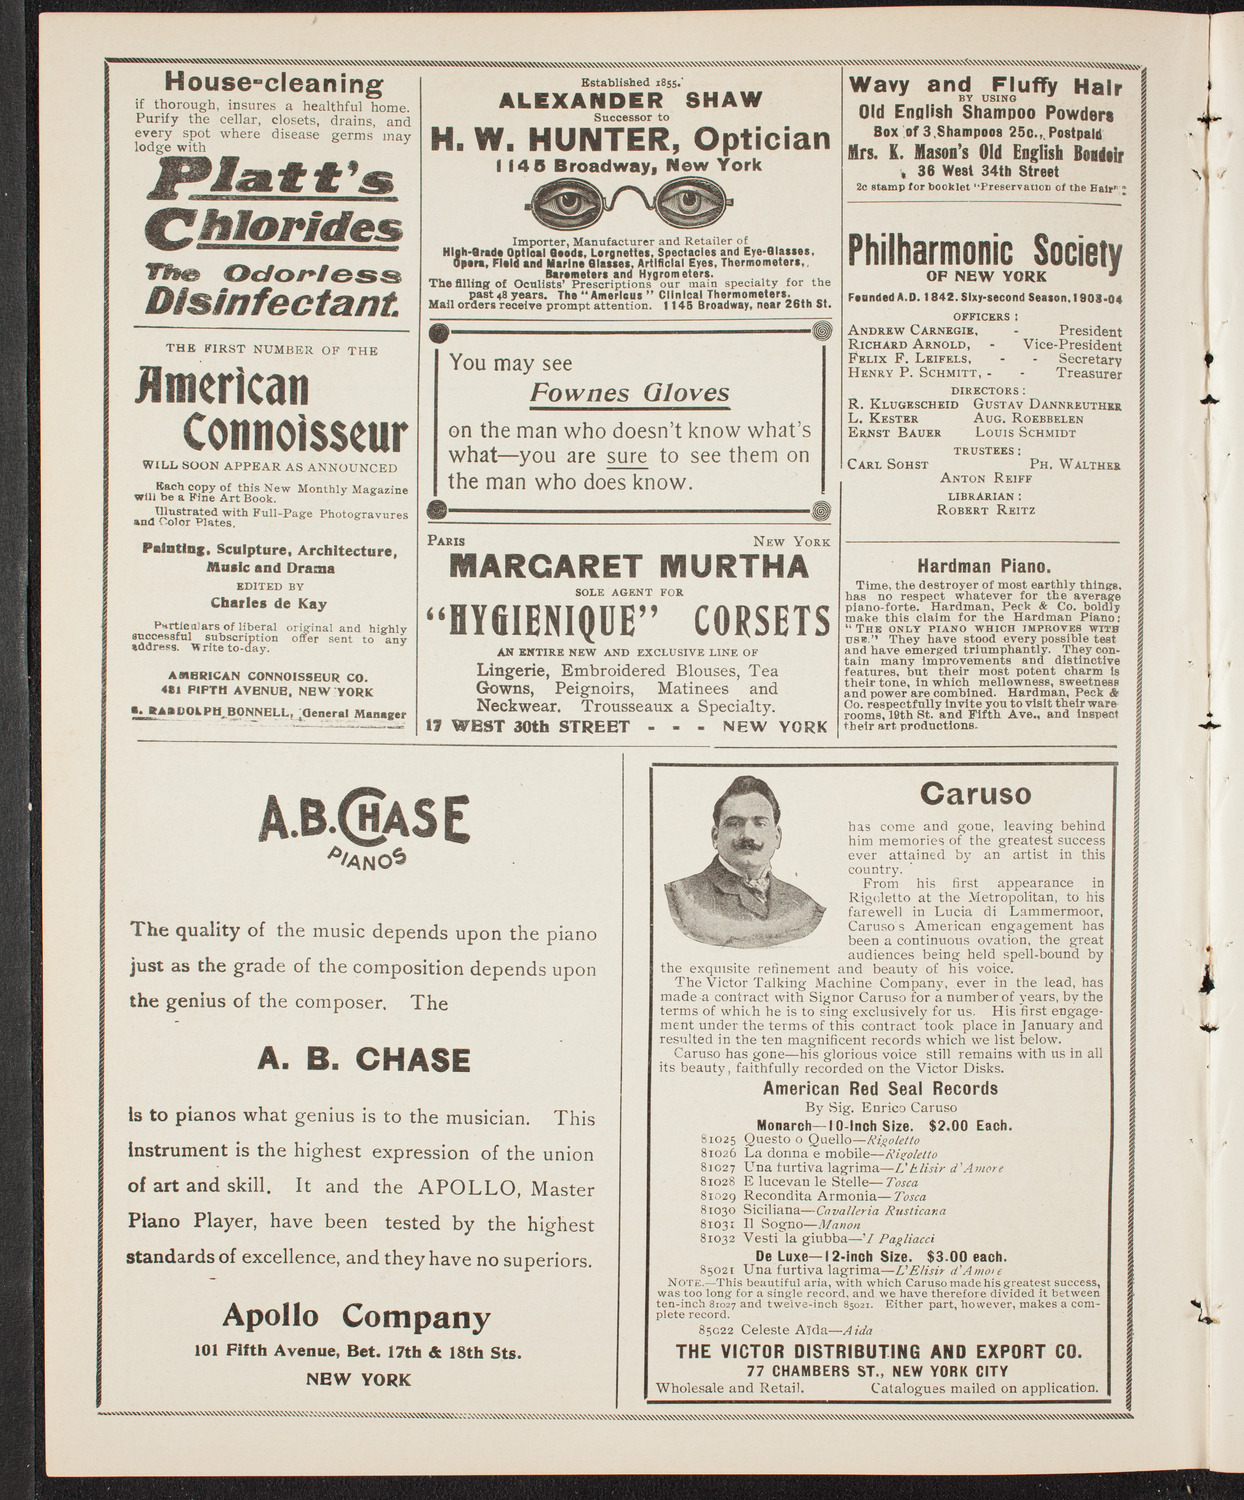 House-cleaning
if thorough, insures a healthful home.
Purify the cellar, closets, drains, and
every spot where disease germs may
lodge with
Platt's
Chlorides
The Odorless
Disinfectant.
THE FIRST NUMBER OF THE
American
Connoisseur
WILL SOON APPEAR AS ANNOUNCED
Each copy of this New Monthly Magazine
will be a Fine Art Book.
Illustrated with Full-Page Photogravures
and Color Plates.
Painting, Sculpture, Architecture,
Music and Drama
EDITED BY
Charles de Kay
Particulars of liberal original and highly
successful subscription offer sent to any
address. Write to-day.
AMERICAN CONNOISSEUR CO.
481 FIFTH AVENUE, NEW YORK
RANDOLPH BONNELL, General Manager
Established 1855.
ALEXANDER SHAW
Successor to
H. W. HUNTER, Optician
1145 Broadway, New York
Importer, Manufacturer and Retailer of
High-Grade Optical Goods, Lorgnettes, Spectacles and Eye-Glasses,
Opera, Field and Marine Glasses, Artificial Eyes, Thermometers,
Barometers and Hygrometers.
The filling of Oculists' Prescriptions our main specialty for the
past 48 years. The "Americus" Clinical Thermometers.
Mail orders receive prompt attention. 1145 Broadway, near 26th St.
You may see
Fownes Gloves
on the man who doesn't know what's
what—you are sure to see them on
the man who does know.
PARIS NEW YORK
MARGARET MURTHA
SOLE AGENT FOR
"HYGIENIQUE" CORSETS
AN ENTIRE NEW AND EXCLUSIVE LINE OF
Lingerie, Embroidered Blouses, Tea
Gowns, Peignoirs, Matinees and
Neckwear. Trousseaux a Specialty.
17 WEST 30th STREET - - - NEW YORK
Wavy and Fluffy Hair
BY USING
Old English Shampoo Powders
Box of 3 Shampoos 25c., Postpaid
Mrs. K. Mason's Old English Boudoir
36 West 34th Street
2c stamp for booklet "Preservation of the Hair"
Philharmonic Society
OF NEW YORK
Founded A.D. 1842. Sixy-second Season, 1903-04
OFFICERS:
ANDREW CARNEGIE, - President
RICHARD ARNOLD, - Vice-President
FELIX F. LEIFELS, - - Secretary
HENRY P. SCHMITT, - - Treasurer
DIRECTORS:
R. KLUGESCHEID GUSTAV DANNREUTHER
L. KESTER AUG. ROEBBELEN
ERNST BAUER LOUIS SCHMIDT
TRUSTEES:
CARL SOHST PH. WALTHER
ANTON REIFF
LIBRARIAN:
ROBERT REITZ
Hardman Piano.
Time, the destroyer of most earthly things,
has no respect whatever for the average
piano-forte. Hardman, Peck & Co. boldly
make this claim for the Hardman Piano:
"THE ONLY PIANO WHICH IMPROVES WITH
USE." They have stood every possible test
and have emerged triumphantly. They con-
tain many improvements and distinctive
features, but their most potent charm is
their tone, in which mellowness, sweetness
and power are combined. Hardman, Peck &
Co. respectfully invite you to visit their ware-
rooms, 19th St. and Fifth Ave., and inspect
their art productions.
A.B. CHASE
PIANOS
The quality of the music depends upon the piano
just as the grade of the composition depends upon
the genius of the composer. The
A. B. CHASE
is to pianos what genius is to the musician. This
instrument is the highest expression of the union
of art and skill. It and the APOLLO, Master
Piano Player, have been tested by the highest
standards of excellence, and they have no superiors.
Apollo Company
101 Fifth Avenue, Bet. 17th & 18th Sts.
NEW YORK
Caruso
has come and gone, leaving behind
him memories of the greatest success
ever attained by an artist in this
country.
From his first appearance in
Rigoletto at the Metropolitan, to his
farewell in Lucia di Lammermoor,
Caruso s American engagement has
been a continuous ovation, the great
audiences being held spell-bound by
the exquisite refinement and beauty of his voice.
The Victor Talking Machine Company, ever in the lead, has
made a contract with Signor Caruso for a number of years, by the
terms of which he is to sing exclusively for us. His first engage-
ment under the terms of this contract took place in January and
resulted in the ten magnificent records which we list below.
Caruso has gone—his glorious voice still remains with us in all
its beauty, faithfully recorded on the Victor Disks.
American Red Seal Records
By Sig. Enrico Caruso
Monarch—10-Inch Size. $2.00 Each.
81025 Questo o Quello—Rigoletto
81026 La donna e mobile—Rigoletto
81027 Una furtiva lagrima—L'Elisir d'Amore
81028 E lucevan le Stelle—Tosca
81029 Recondita Armonia—Tosca
81030 Siciliana—Cavalleria Rusticana
81031 Il Sogno—Manon
81032 Vesti la giubba—'I Pagliacci
De Luxe—12-inch Size. $3.00 each.
85021 Una furtiva lagrima—L'Elisir d'Amore
NOTE.—This beautiful aria, with which Caruso made his greatest success,
was too long for a single record, and we have therefore divided it between
ten-inch 81027 and twelve-inch 85021. Either part, however, makes a com-
plete record.
85022 Celeste Aïda—Aida
THE VICTOR DISTRIBUTING AND EXPORT CO.
77 CHAMBERS ST., NEW YORK CITY
Wholesale and Retail. Catalogues mailed on application.